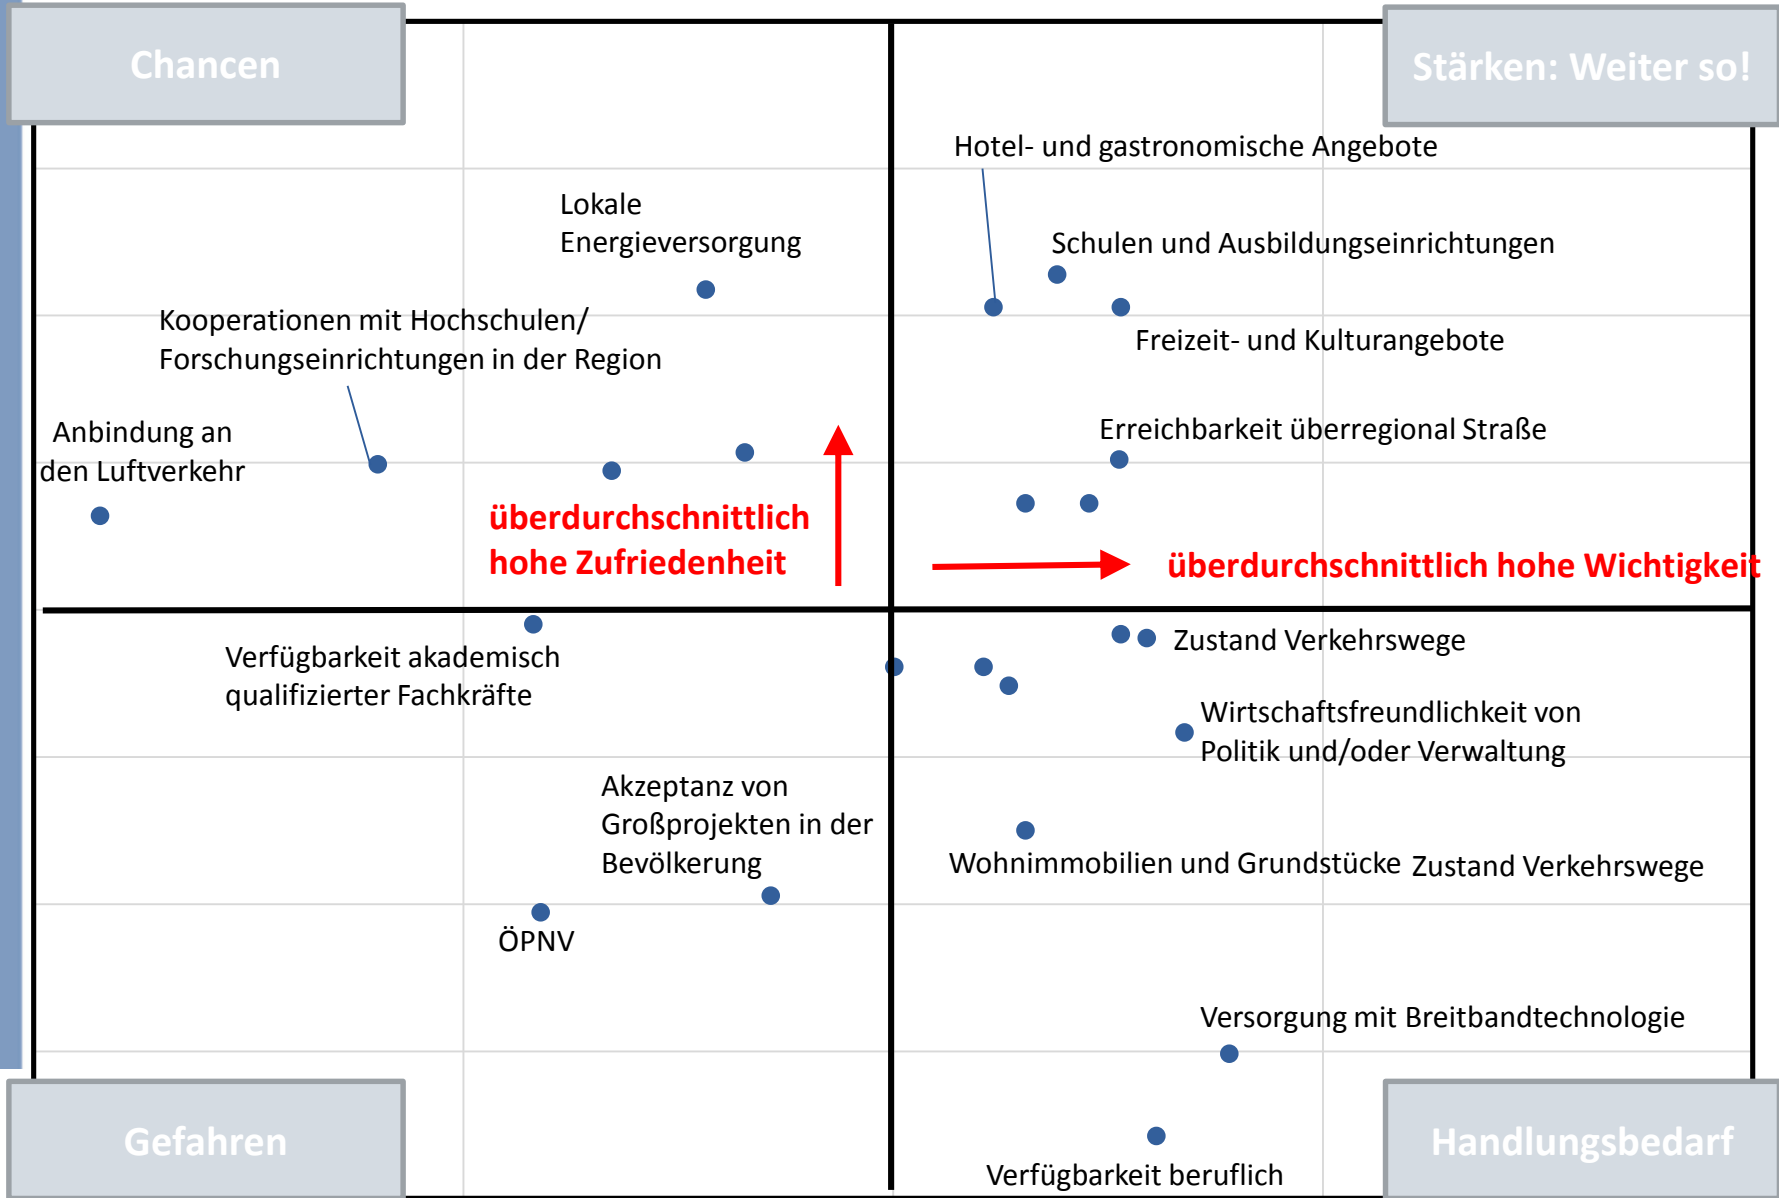 Chancen
Stärken: Weiter so!
Hotel- und gastronomische Angebote
Lokale
Energieversorgung
Schulen und Ausbildungseinrichtungen
Kooperationen mit Hochschulen/
Forschungseinrichtungen in der Region
Freizeit- und Kulturangebote
Anbindung an
den Luftverkehr
Erreichbarkeit überregional Straße
überdurchschnittlich
hohe Zufriedenheit
überdurchschnittlich hohe Wichtigkeit
Verfügbarkeit akademisch
qualifizierter Fachkräfte
Zustand Verkehrswege
Wirtschaftsfreundlichkeit von
Politik und/oder Verwaltung
Akzeptanz von
Großprojekten in der
Bevölkerung
Wohnimmobilien und Grundstücke
Zustand Verkehrswege
ÖPNV
Versorgung mit Breitbandtechnologie
Gefahren
Handlungsbedarf
Verfügbarkeit beruflich